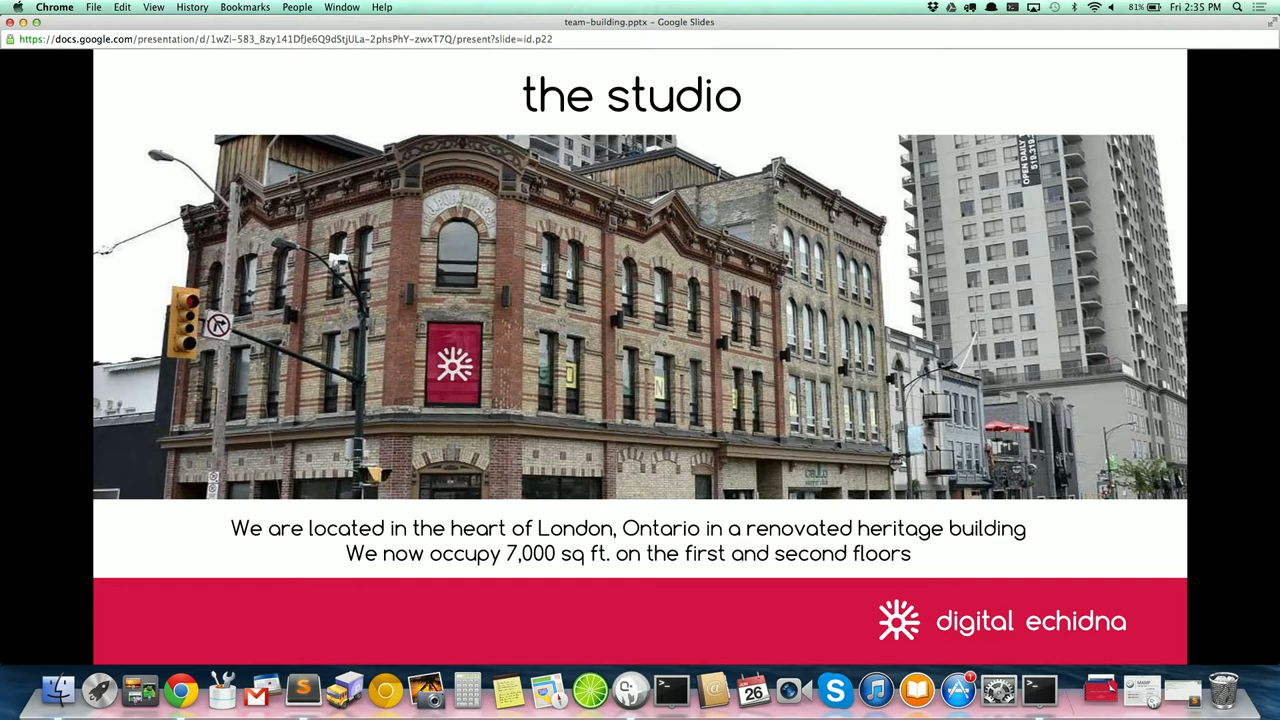 Chrome File Edit View History Bookmarks People Window Help 81% Fri 2:35 PM
team-building.pptx - Google Slides
https://docs.google.com/presentation/d/1wZi-583_8zy141DfJe6Q9dStjULa-2phsPhY-zwxT7Q/present?slide=id.p22
the studio
OPEN DAILY
We are located in the heart of London, Ontario in a renovated heritage building
We now occupy 7,000 sq ft. on the first and second floors
digital echidna
26